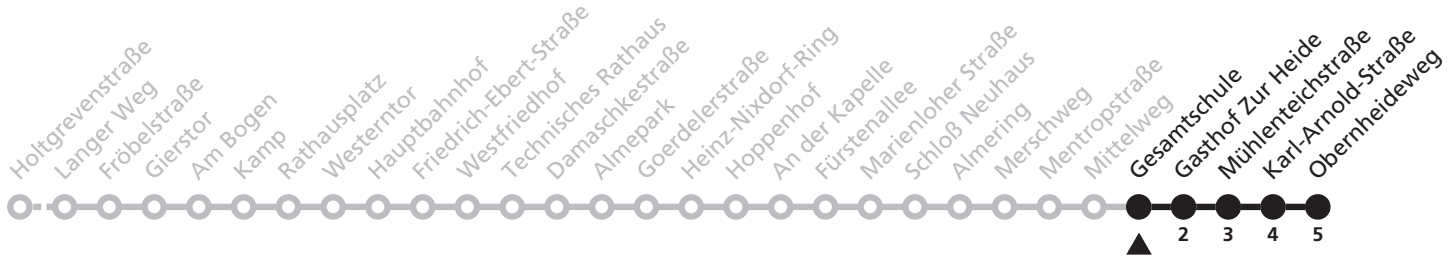 Holtgrevenstraße
Langer Weg
Fröbelstraße
Gierstor
Am Bogen
Kamp
Rathausplatz
Westerntor
Hauptbahnhof
Friedrich-Ebert-Straße
Westfriedhof
Technisches Rathaus
Damaschkestraße
Almepark
Goerdelerstraße
Heinz-Nixdorf-Ring
Hoppenhof
An der Kapelle
Fürstenallee
Marienloher Straße
Schloß Neuhaus
Almering
Merschweg
Mentropstraße
Mittelweg
Gesamtschule
Gasthof Zur Heide
Mühlenteichstraße
Karl-Arnold-Straße
Obernheideweg
2 3 4 5